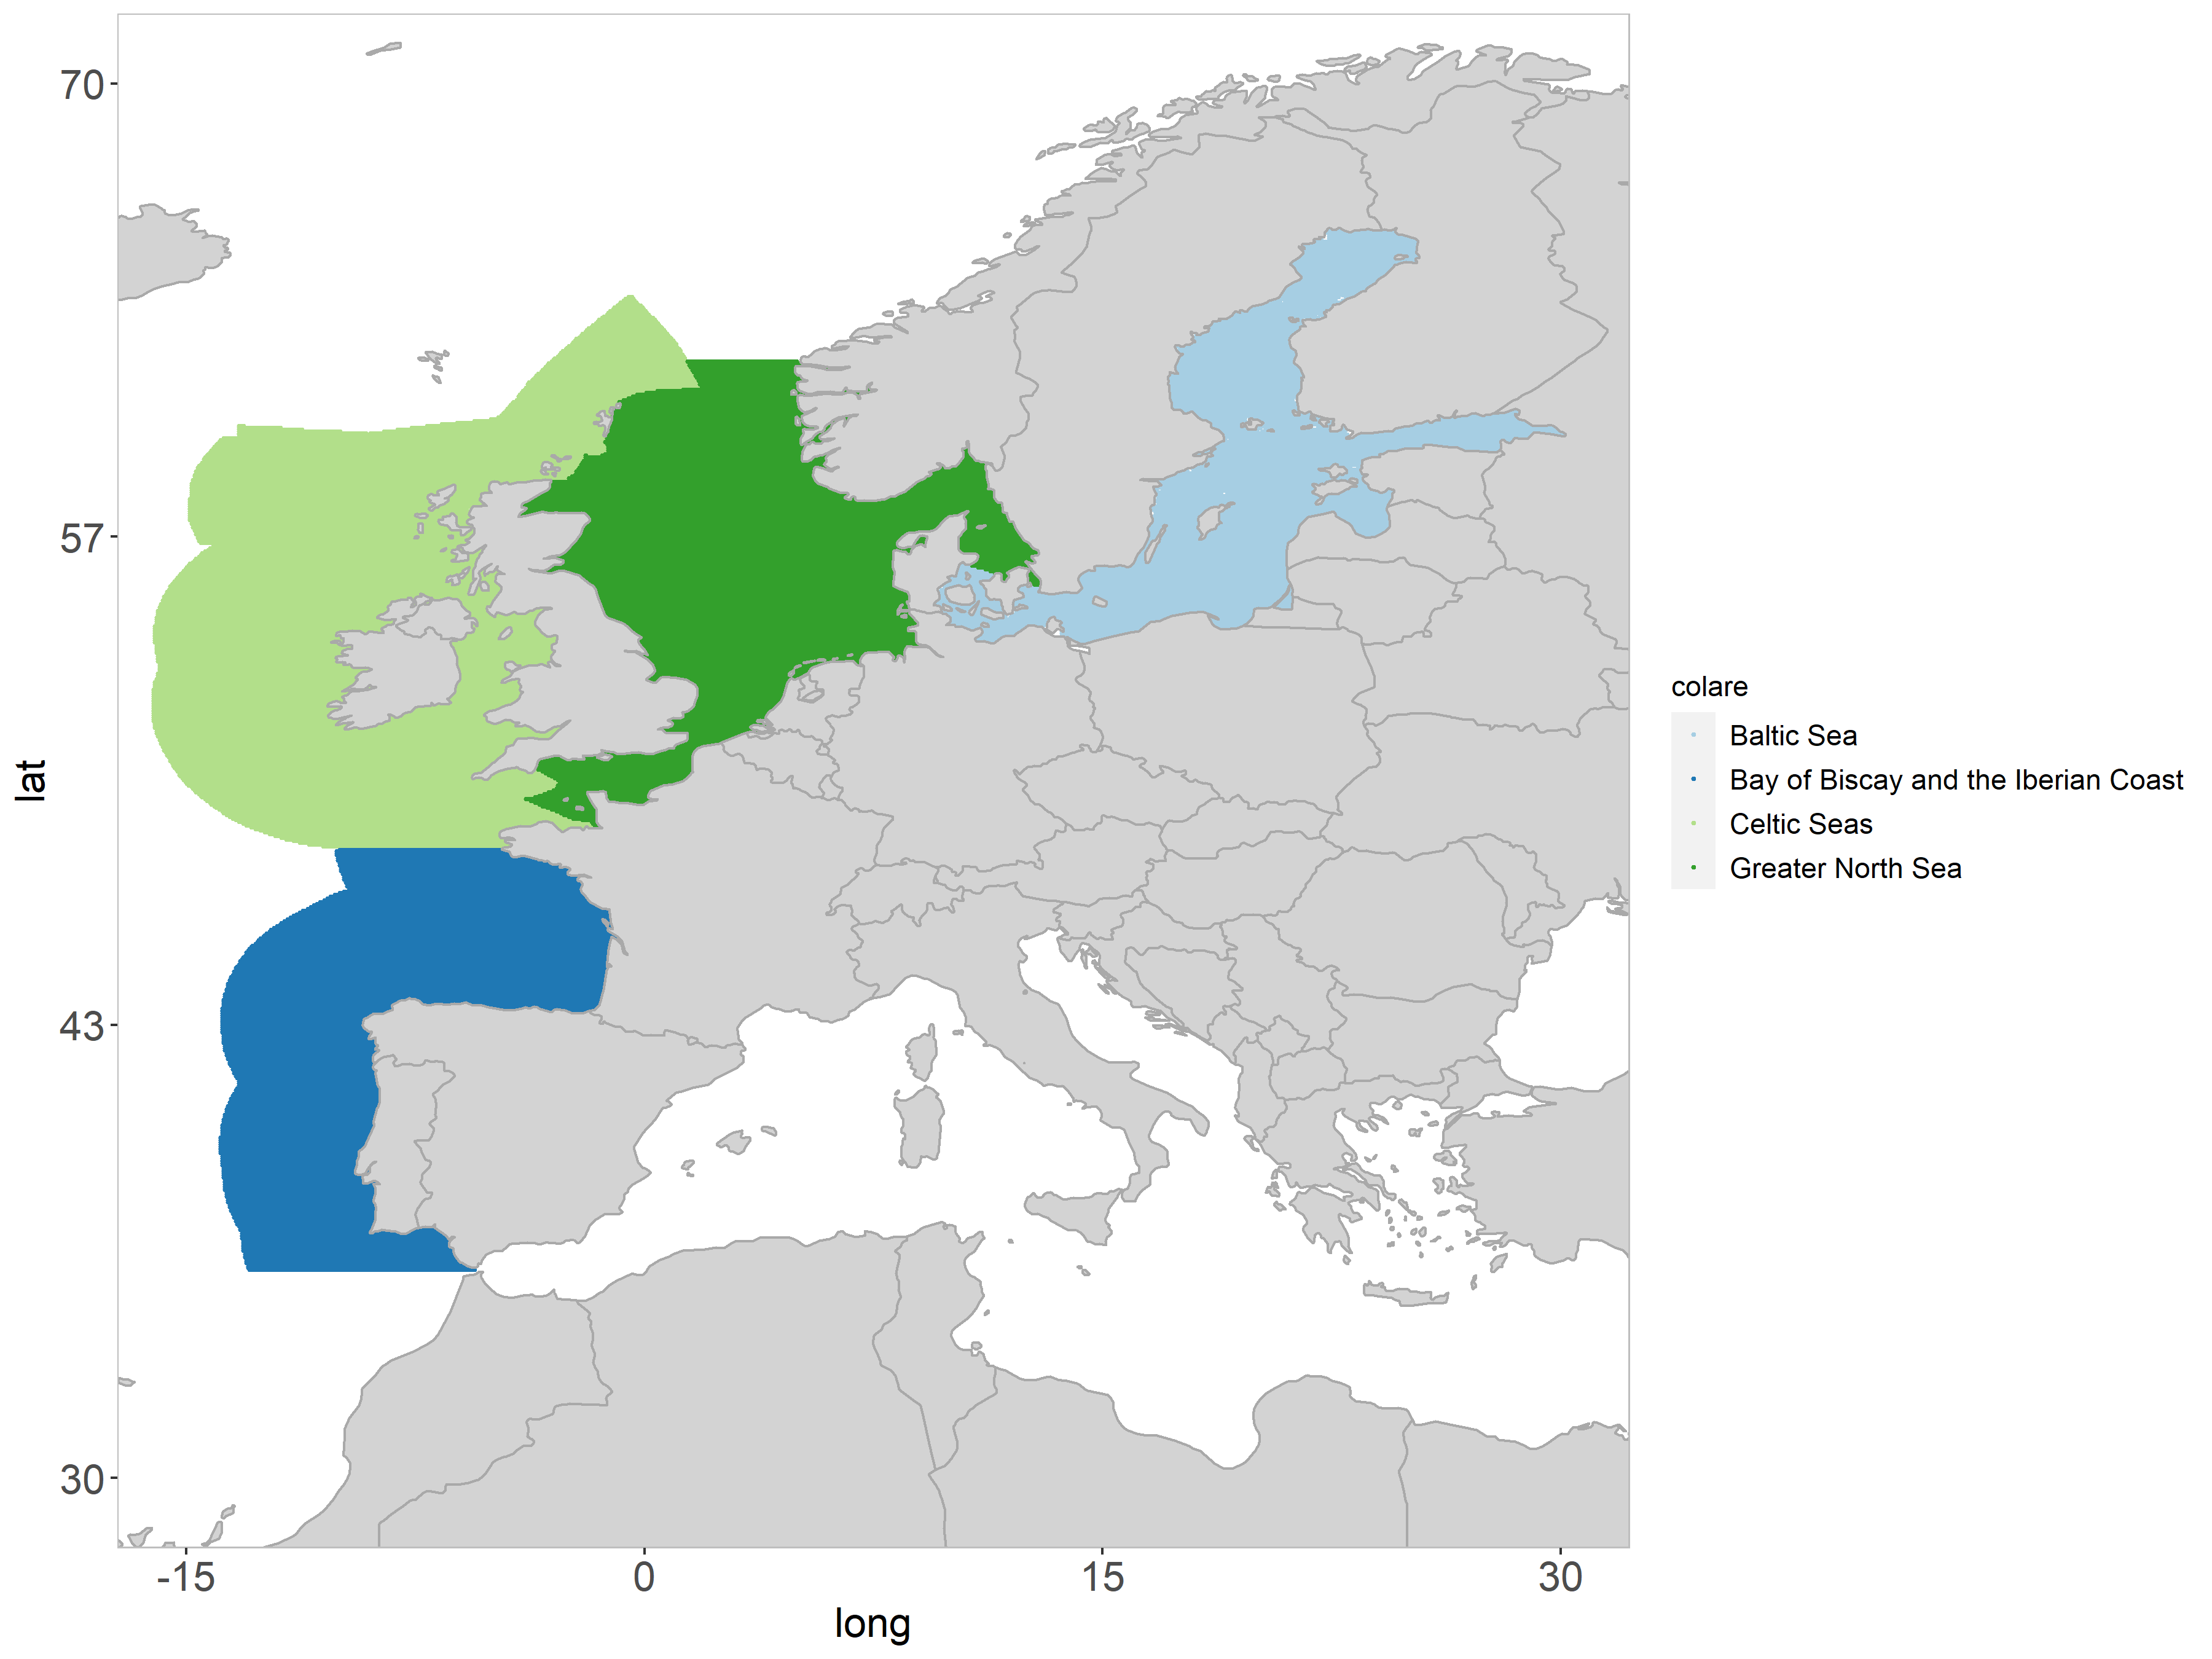 70
57
43
30
lat
-15
0
15
30
long
colare
Baltic Sea
Bay of Biscay and the Iberian Coast
Celtic Seas
Greater North Sea